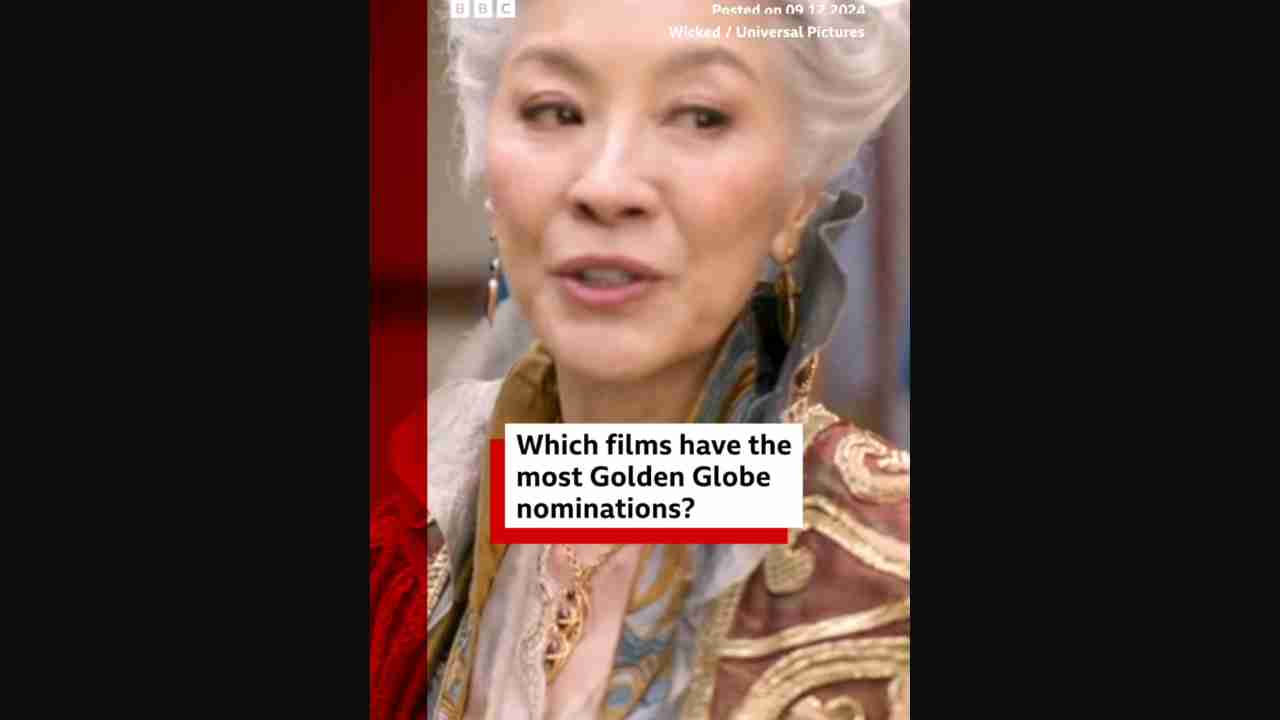 BBC
Posted on 09.12.2024
Wicked / Universal Pictures
Which films have the
most Golden Globe
nominations?